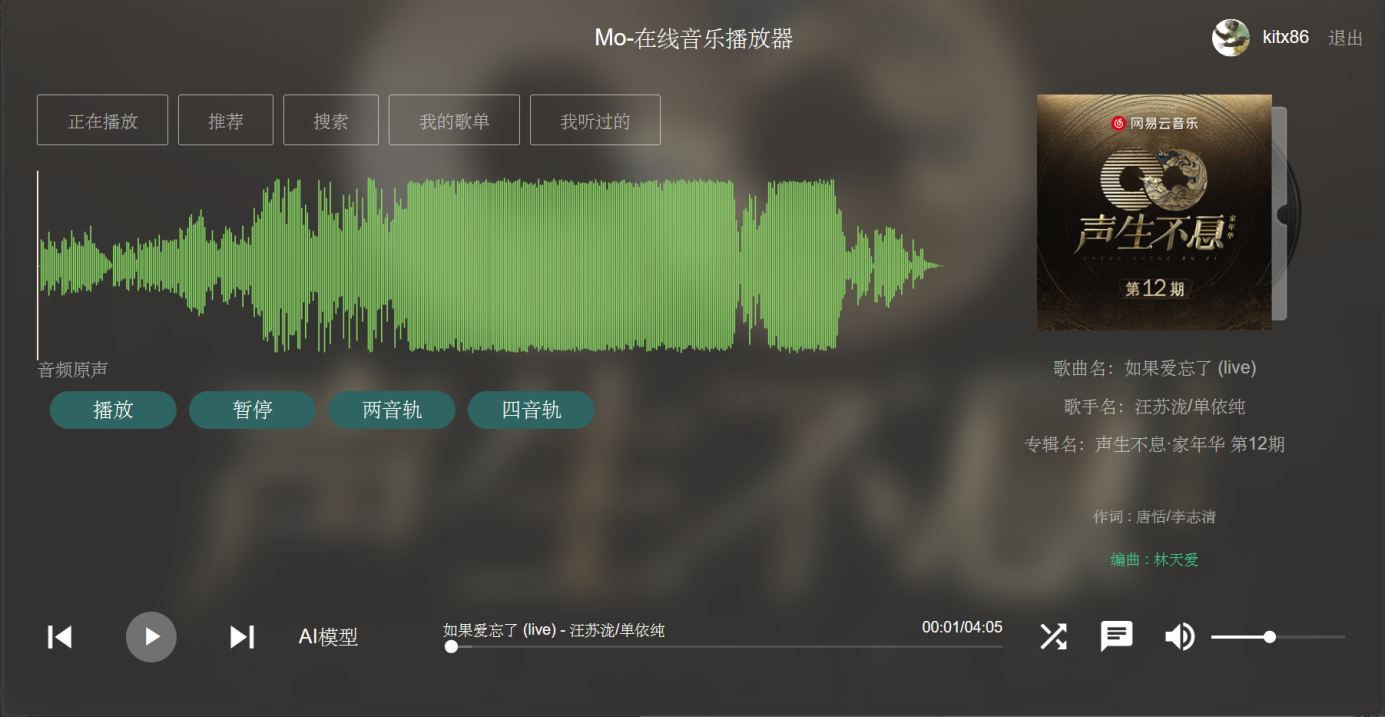 Mo-在线音乐播放器
kitx86 退出
正在播放 推荐 搜索 我的歌单 我听过的
网易云音乐
声生不息
家年华
第12期
音频原声
播放 暂停 两音轨 四音轨
歌曲名：如果爱忘了 (live)
歌手名：汪苏泷/单依纯
专辑名：声生不息·家年华 第12期
作词 : 唐恬/李志清
编曲 : 林天爱
AI模型
如果爱忘了 (live) - 汪苏泷/单依纯
00:01/04:05